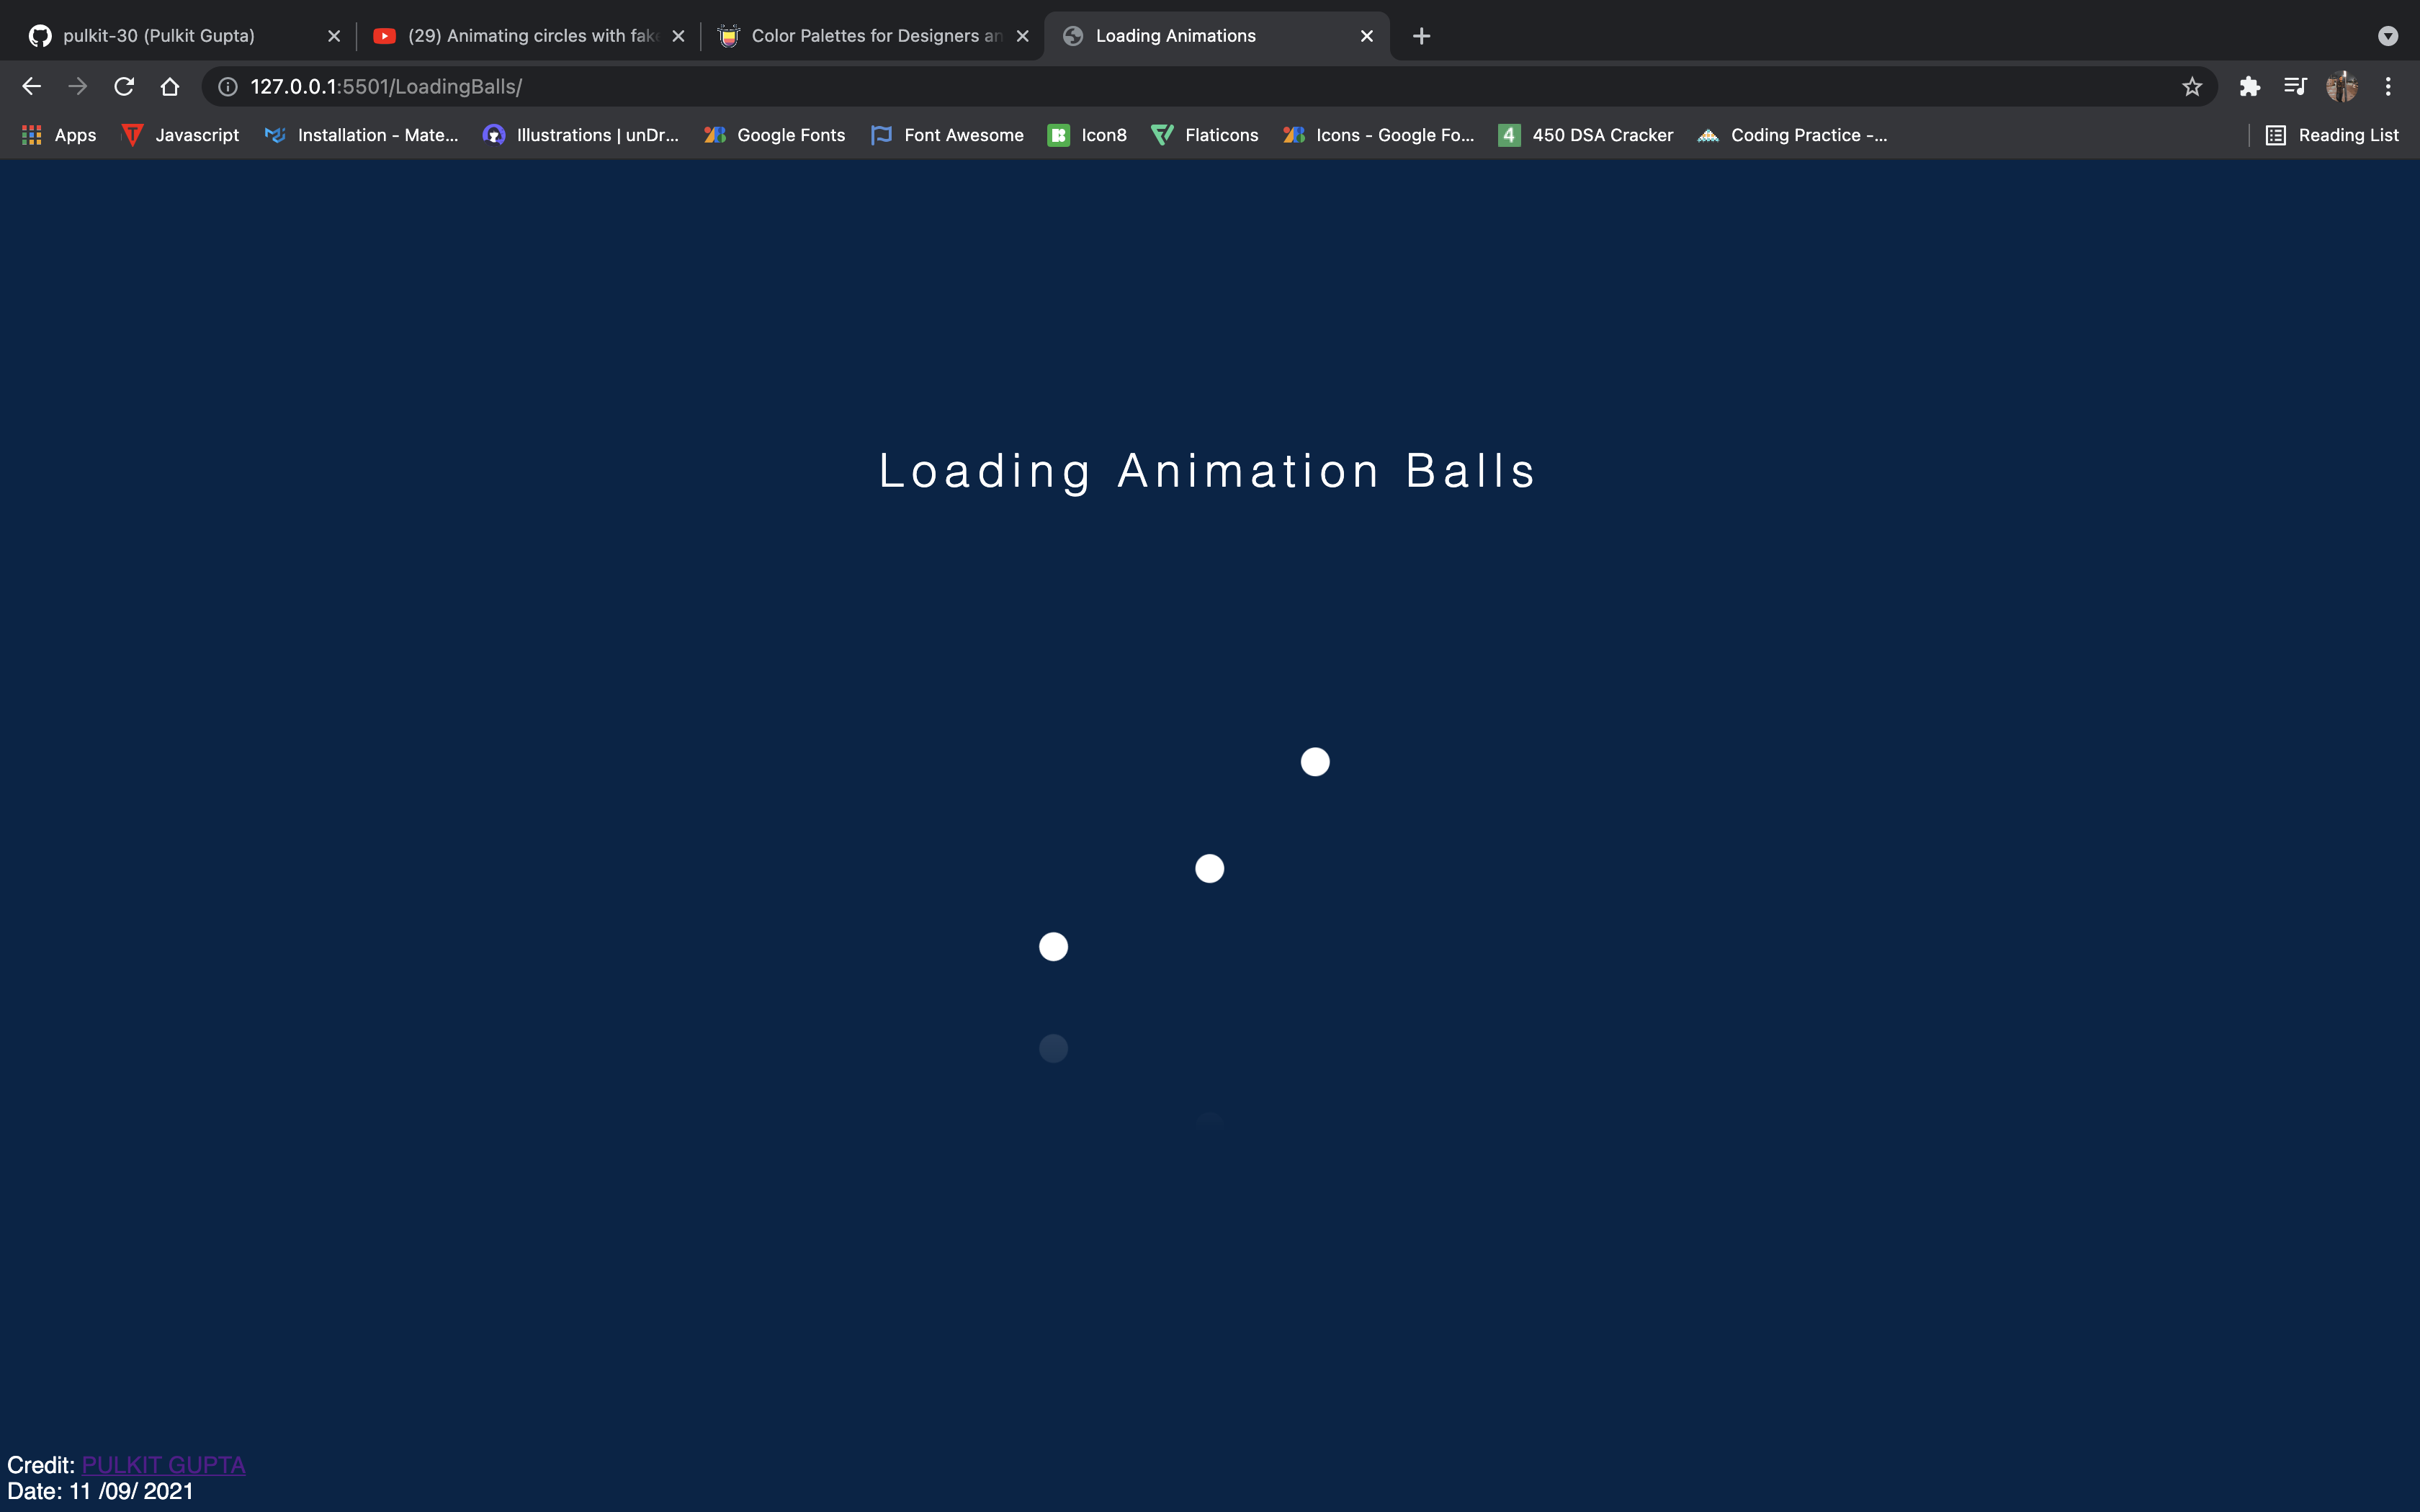 pulkit-30 (Pulkit Gupta)
(29) Animating circles with fake
Color Palettes for Designers an
Loading Animations
127.0.0.1:5501/LoadingBalls/
Apps
Javascript
Installation - Mate...
Illustrations | unDr...
Google Fonts
Font Awesome
Icon8
Flaticons
Icons - Google Fo...
450 DSA Cracker
Coding Practice -...
Reading List
Loading Animation Balls
Credit: PULKIT GUPTA
Date: 11 /09/ 2021